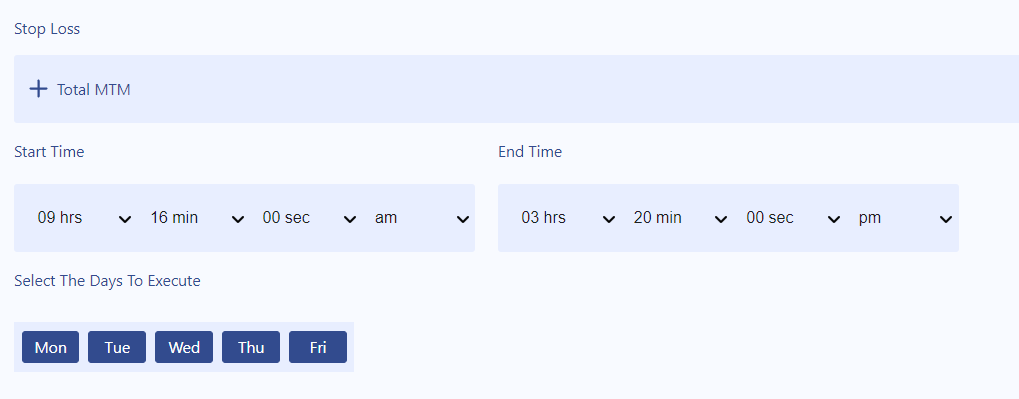 Stop Loss
+ Total MTM
Start Time End Time
09 hrs 16 min 00 sec am 03 hrs 20 min 00 sec pm
Select The Days To Execute
Mon Tue Wed Thu Fri